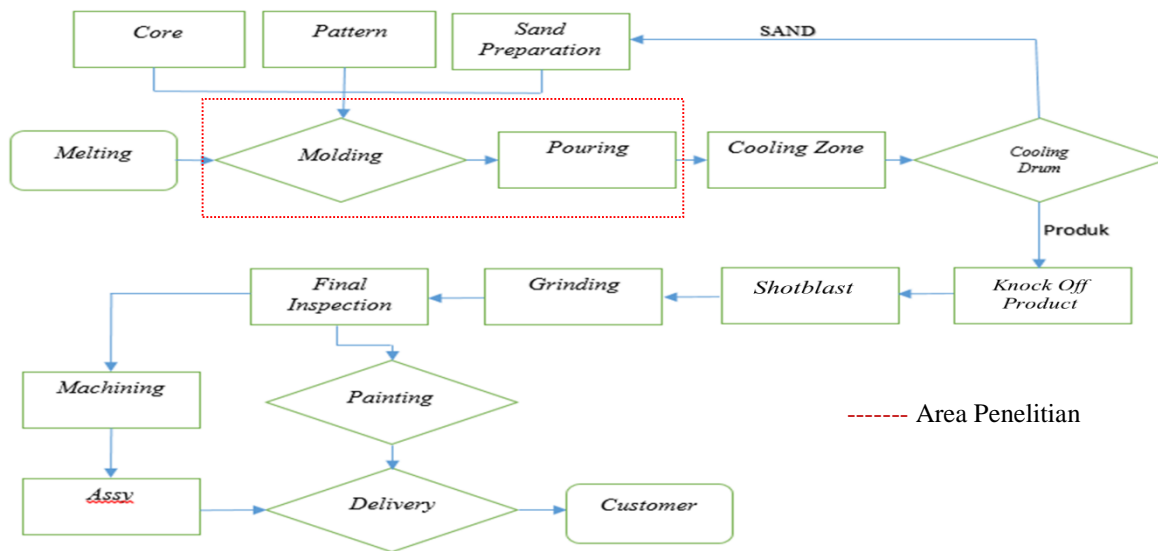 Core
Pattern
Sand
Preparation
SAND
Melting
Molding
Pouring
Cooling Zone
Cooling
Drum
Produk
Final
Inspection
Grinding
Shotblast
Knock Off
Product
Machining
Painting
------- Area Penelitian
Assy
Delivery
Customer